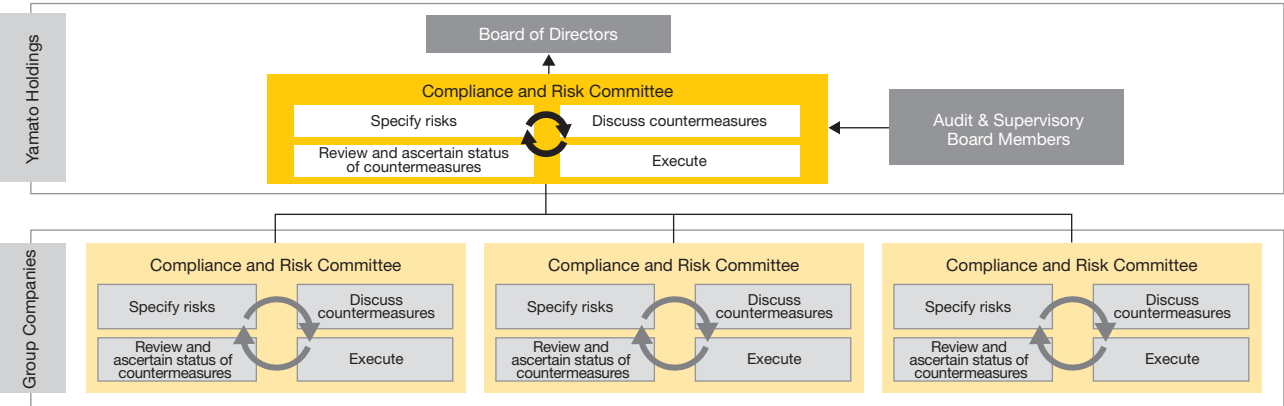 Yamato Holdings
Board of Directors
Compliance and Risk Committee
Specify risks
Discuss countermeasures
Review and ascertain status
of countermeasures
Execute
Audit & Supervisory
Board Members
Group Companies
Compliance and Risk Committee
Specify risks
Discuss
countermeasures
Review and
ascertain status of
countermeasures
Execute
Compliance and Risk Committee
Specify risks
Discuss
countermeasures
Review and
ascertain status of
countermeasures
Execute
Compliance and Risk Committee
Specify risks
Discuss
countermeasures
Review and
ascertain status of
countermeasures
Execute